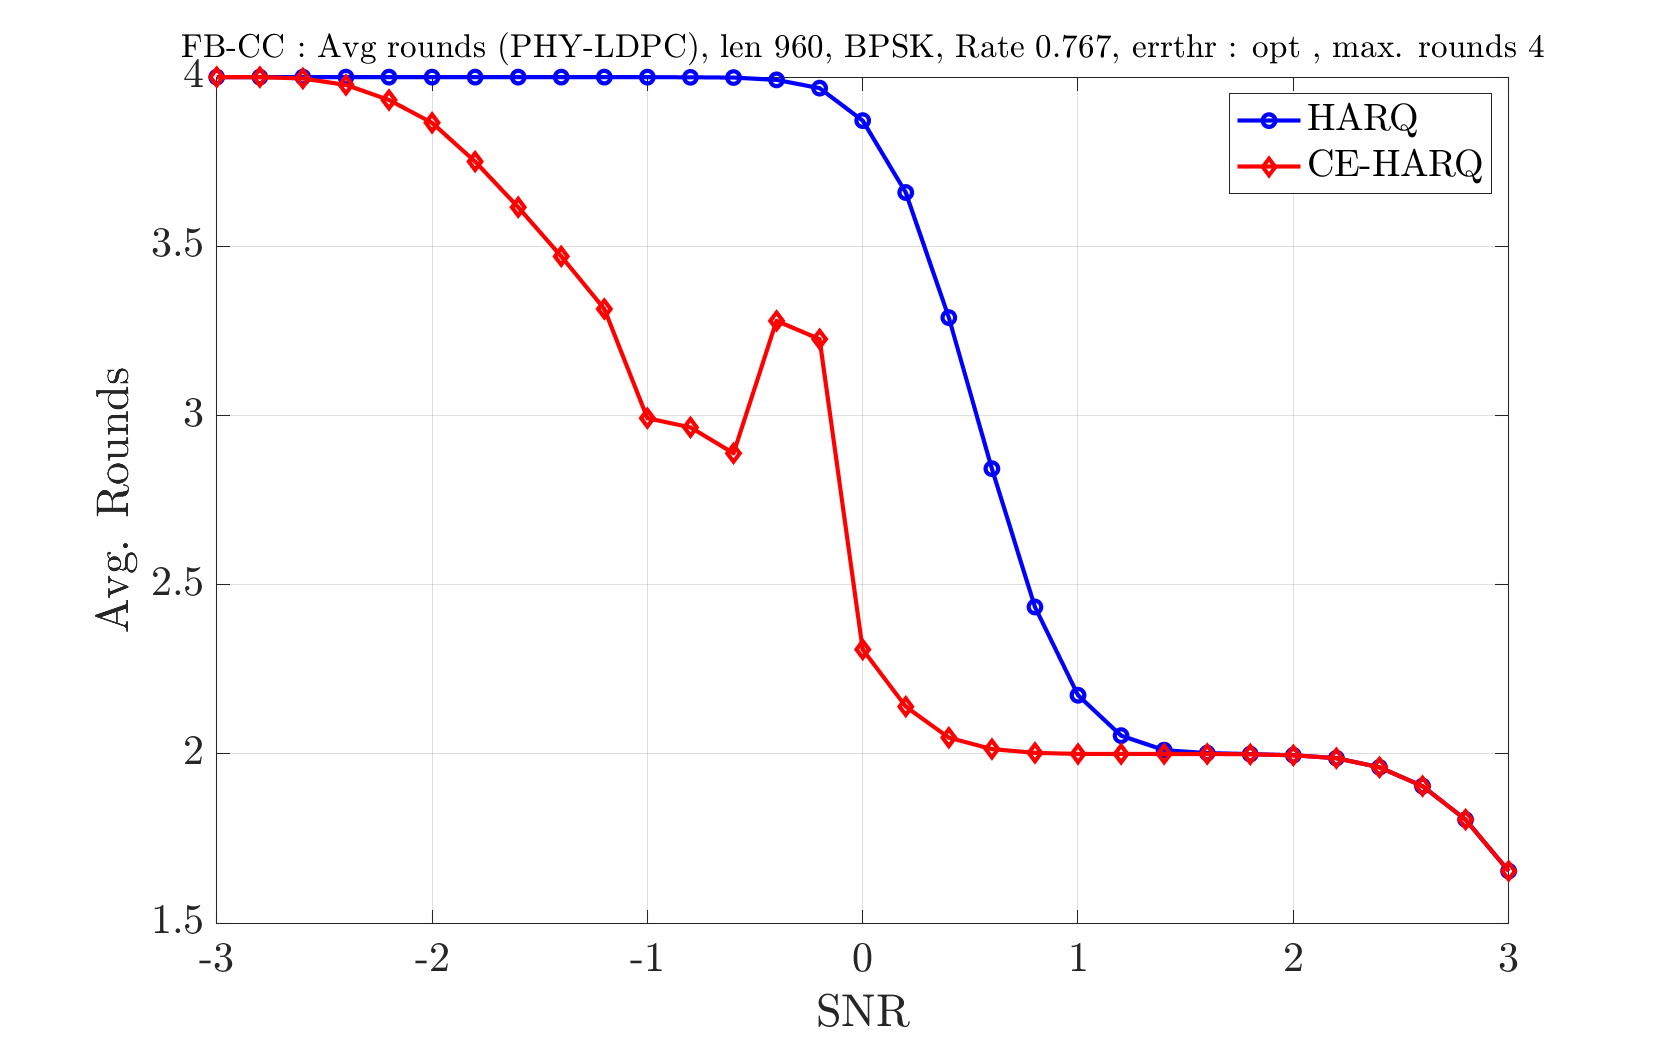 FB-CC : Avg rounds (PHY-LDPC), len 960, BPSK, Rate 0.767, errthr : opt , max. rounds 4
HARQ
CE-HARQ
Avg. Rounds
4
3.5
3
2.5
2
1.5
-3 -2 -1 0 1 2 3
SNR